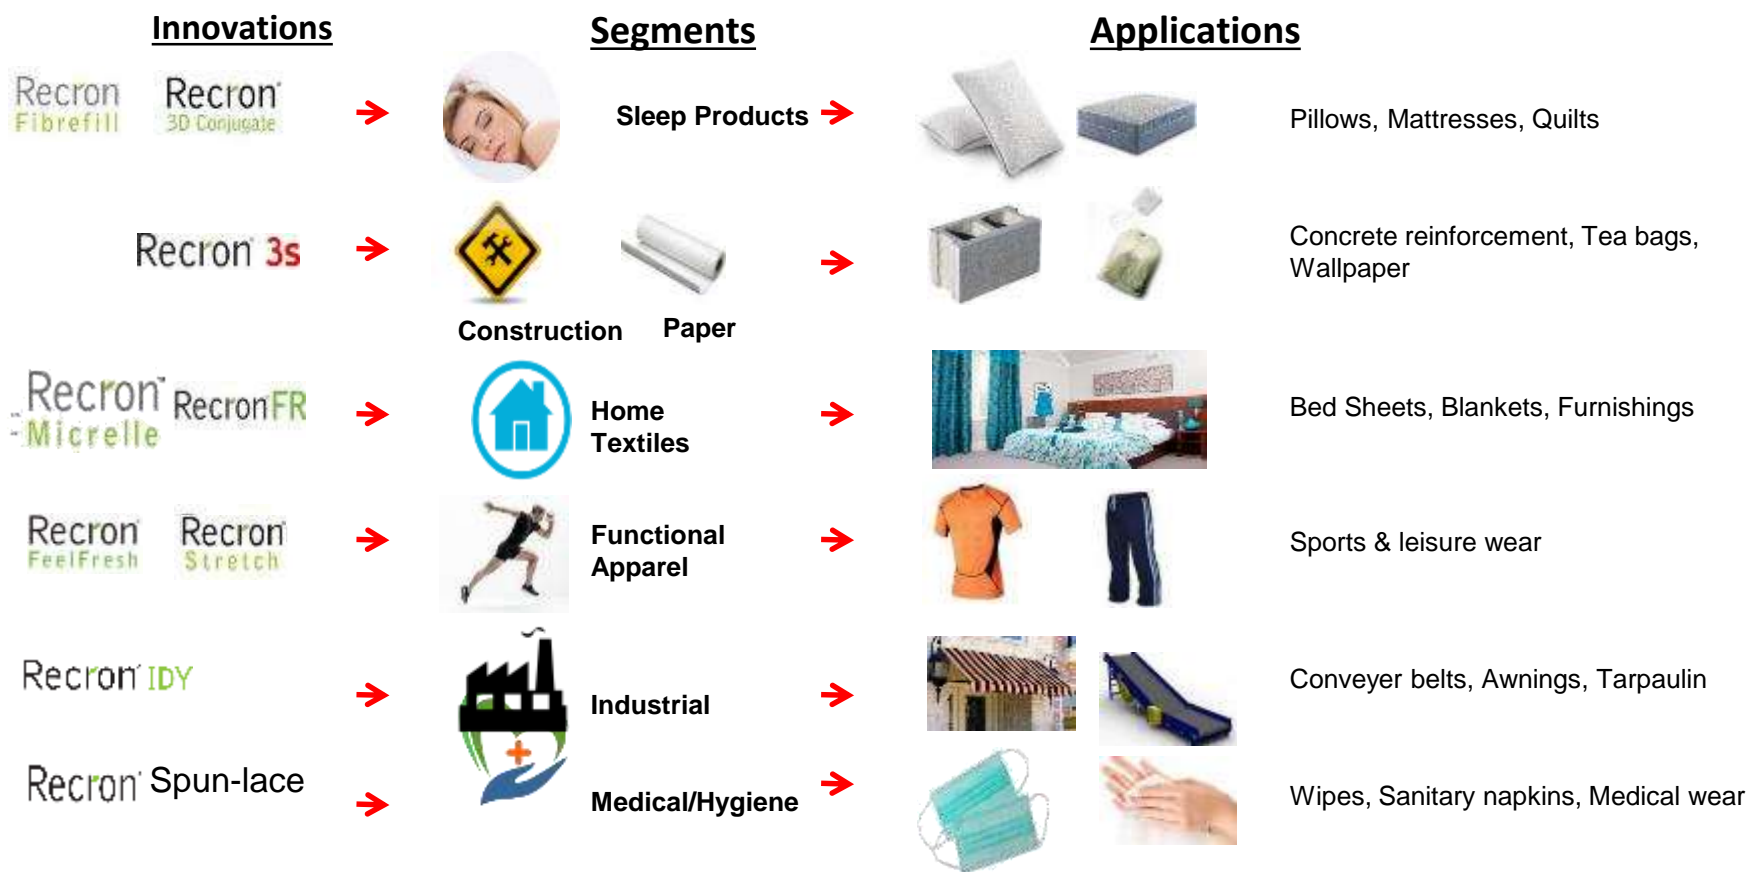 Innovations Segments Applications
Recron Recron
Fibrefill 3D Conjugate
Sleep Products
Pillows, Mattresses, Quilts
Recron 3s
Construction Paper
Concrete reinforcement, Tea bags,
Wallpaper
Recron™ Recron FR
Micrelle
Home
Textiles
Bed Sheets, Blankets, Furnishings
Recron Recron
FeelFresh Stretch
Functional
Apparel
Sports & leisure wear
Recron IDY
Industrial
Conveyer belts, Awnings, Tarpaulin
Recron Spun-lace
Medical/Hygiene
Wipes, Sanitary napkins, Medical wear